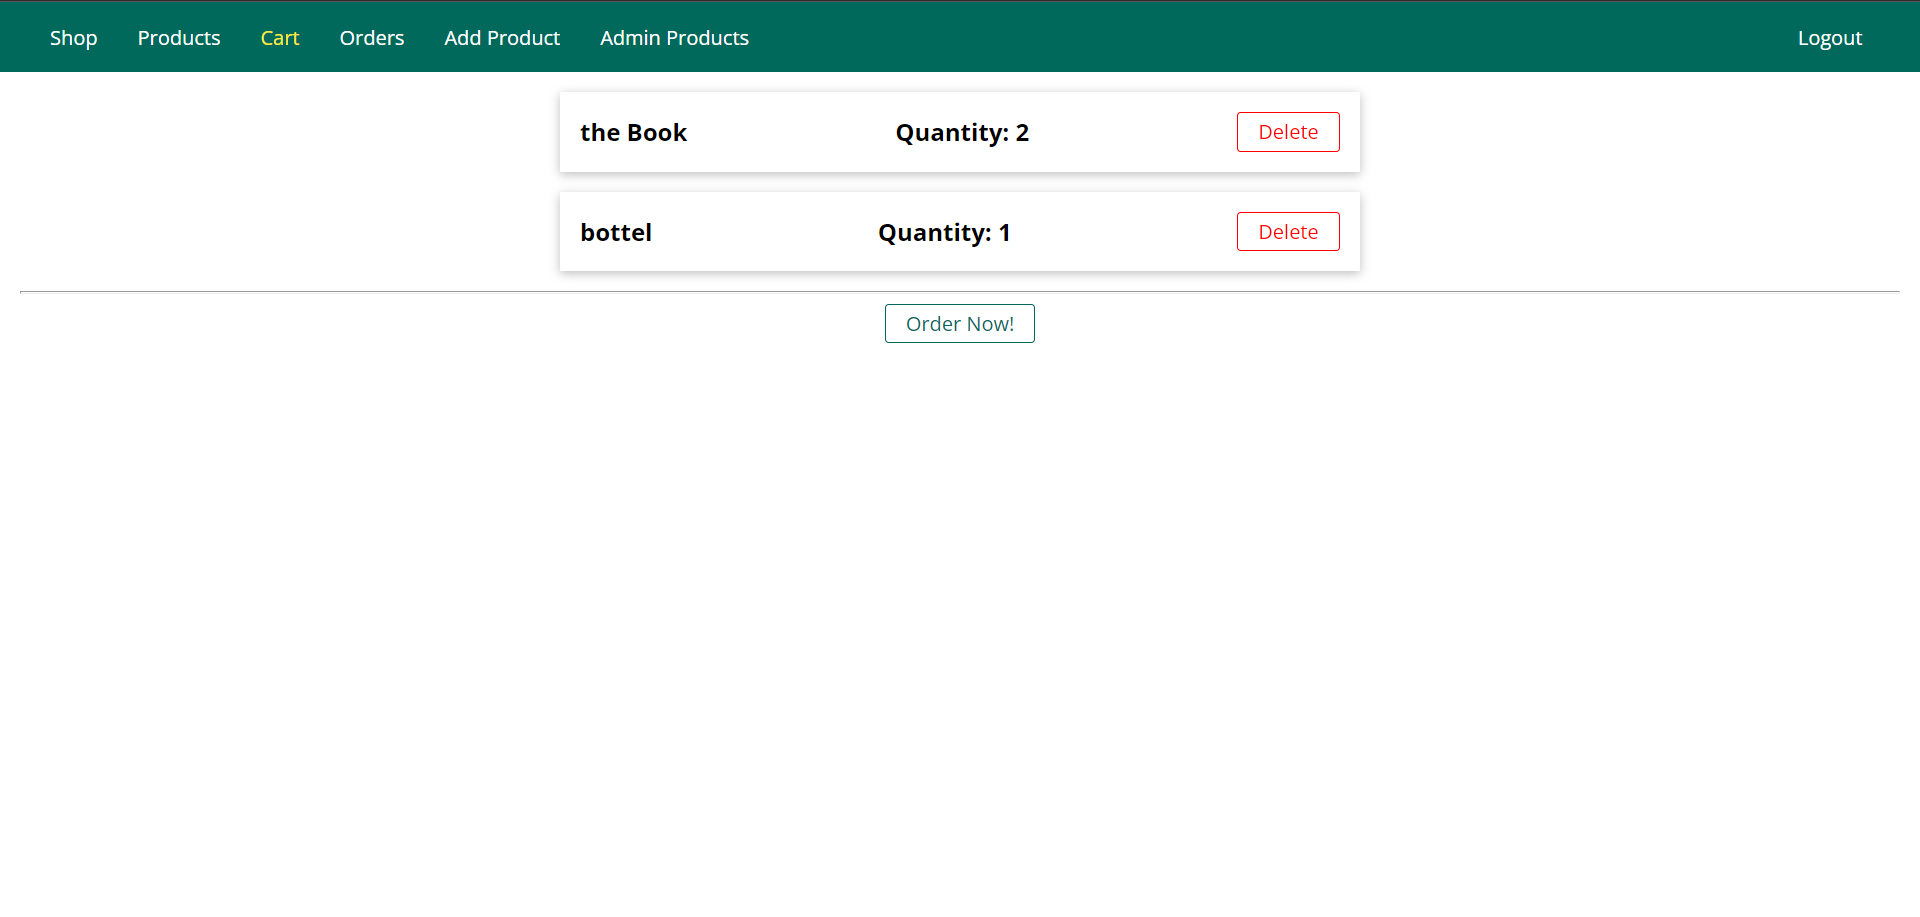 Shop Products Cart Orders Add Product Admin Products Logout
the Book Quantity: 2 Delete
bottel Quantity: 1 Delete
Order Now!